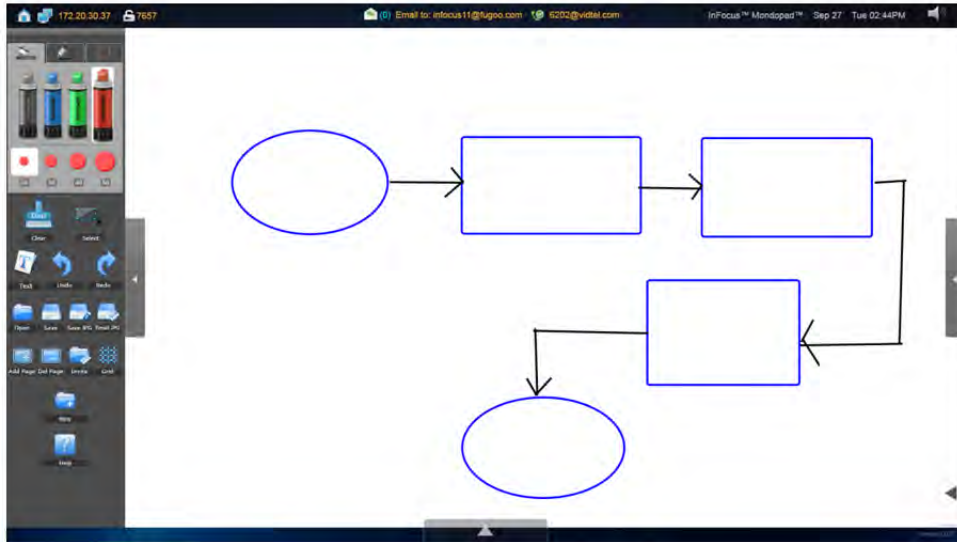 172.20.30.37 7657 (0) Email to: infocus11@fugoo.com 6202@vidtel.com InFocus™ Mondopad™ Sep 27 Tue 02:44PM
Clear Select
Text Undo Redo
Open Save Save JPG Email JPG
Add Page Del Page Invite Grid
Help